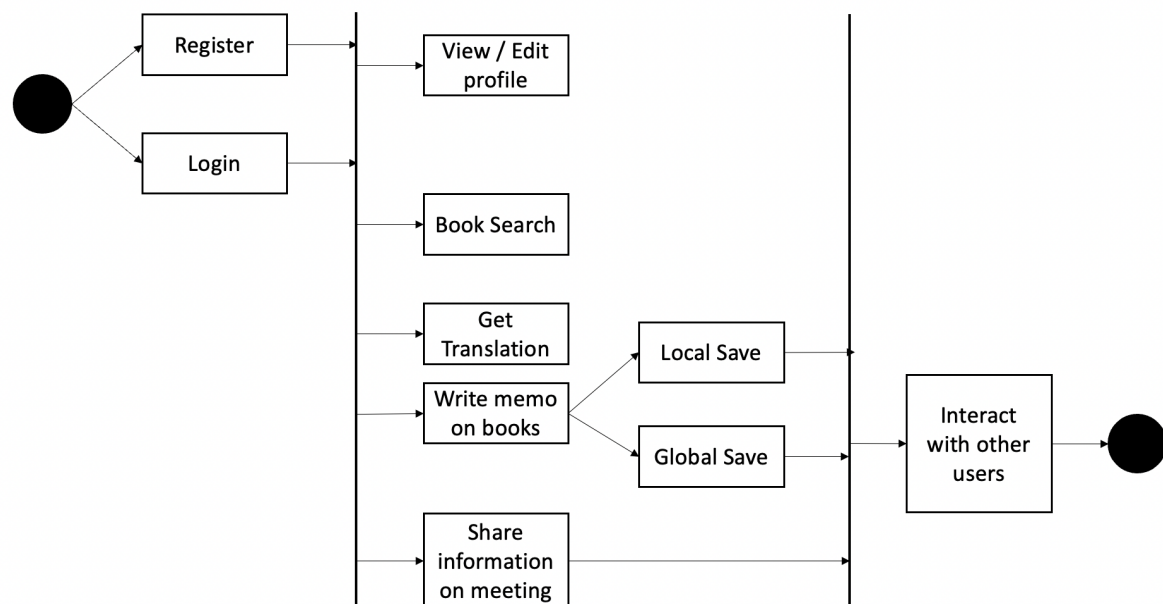 Register
Login
View / Edit
profile
Book Search
Get
Translation
Write memo
on books
Share
information
on meeting
Local Save
Global Save
Interact
with other
users